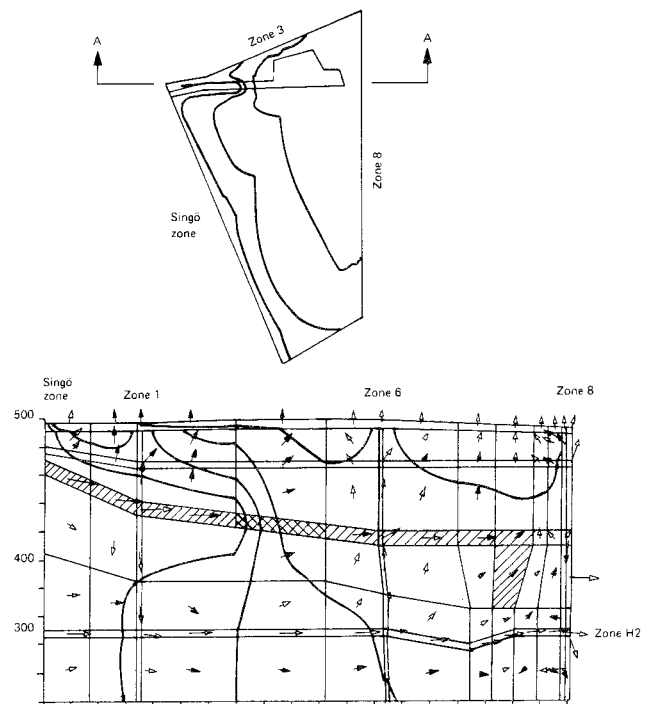 Zone 3
A
A
Zone 8
Singö
zone
Singö
zone
Zone 1
Zone 6
Zone 8
500
400
300
Zone H2